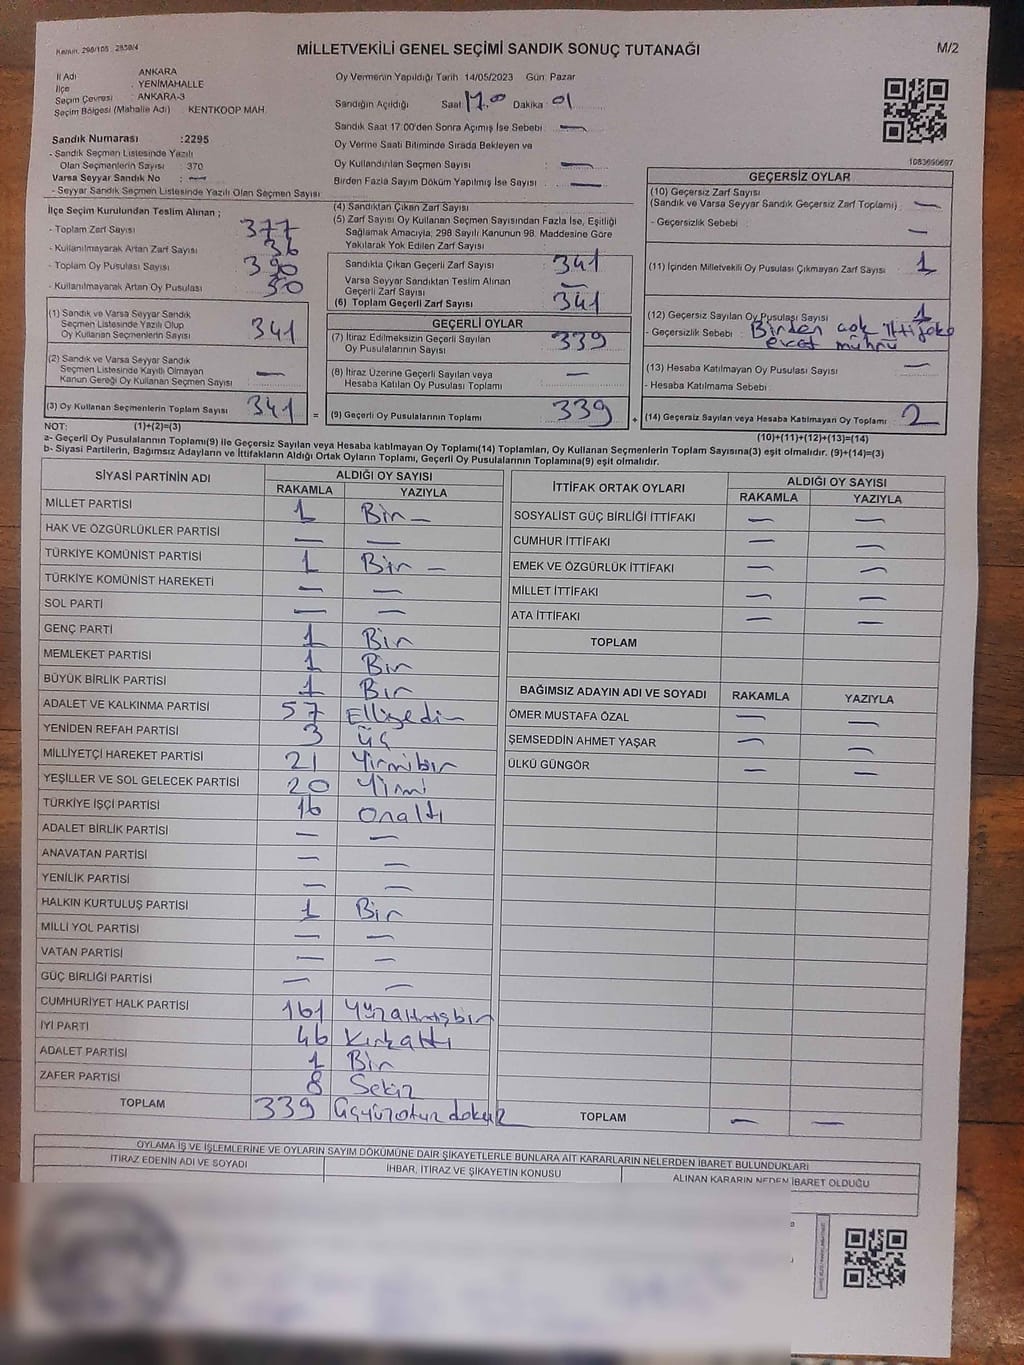 Kanun, 298/105 , 2839/4
MİLLETVEKİLİ GENEL SEÇİMİ SANDIK SONUÇ TUTANAĞI
M/2
İl Adı : ANKARA
İlçe : YENİMAHALLE
Seçim Çevresi : ANKARA-3
Seçim Bölgesi (Mahalle Adı) : KENTKOOP MAH.
Sandık Numarası :2295
- Sandık Seçmen Listesinde Yazılı
Olan Seçmenlerin Sayısı : 370
Varsa Seyyar Sandık No : —
- Seyyar Sandık Seçmen Listesinde Yazılı Olan Seçmen Sayısı
Oy Vermenin Yapıldığı Tarih 14/05/2023 Gün: Pazar
Sandığın Açıldığı Saat 17.00 Dakika 01
Sandık Saat 17:00'den Sonra Açımış İse Sebebi —
Oy Verme Saati Bitiminde Sırada Bekleyen ve
Oy Kullandırılan Seçmen Sayısı : —
Birden Fazla Sayım Döküm Yapılmış İse Sayısı : —
1083690697
İlçe Seçim Kurulundan Teslim Alınan ;
- Toplam Zarf Sayısı : 377
- Kullanılmayarak Artan Zarf Sayısı : 36
- Toplam Oy Pusulası Sayısı : 390
- Kullanılmayarak Artan Oy Pusulası : 50
(1) Sandık ve Varsa Seyyar Sandık
Seçmen Listesinde Yazılı Olup
Oy Kullanan Seçmen Sayısı : 341
(2) Sandık ve Varsa Seyyar Sandık
Seçmen Listesinde Kayıtlı Olmayan
Kanun Gereği Oy Kullanan Seçmen Sayısı : —
(3) Oy Kullanan Seçmenlerin Toplam Sayısı : 341 =
(4) Sandıktan Çıkan Zarf Sayısı
(5) Zarf Sayısı Oy Kullanan Seçmen Sayısından Fazla İse, Eşitliği
Sağlamak Amacıyla; 298 Sayılı Kanunun 98. Maddesine Göre
Yakılarak Yok Edilen Zarf Sayısı :
Sandıkta Çıkan Geçerli Zarf Sayısı : 341
Varsa Seyyar Sandıktan Teslim Alınan
Geçerli Zarf Sayısı : —
(6) Toplam Geçerli Zarf Sayısı : 341
GEÇERLİ OYLAR
(7) İtiraz Edilmeksizin Geçerli Sayılan
Oy Pusulalarının Sayısı : 339
(8) İtiraz Üzerine Geçerli Sayılan veya
Hesaba Katılan Oy Pusulası Toplamı : —
(9) Geçerli Oy Pusulalarının Toplamı : 339 +
GEÇERSİZ OYLAR
(10) Geçersiz Zarf Sayısı
(Sandık ve Varsa Seyyar Sandık Geçersiz Zarf Toplamı) : —
- Geçersizlik Sebebi : —
(11) İçinden Milletvekili Oy Pusulası Çıkmayan Zarf Sayısı : 1
(12) Geçersiz Sayılan Oy Pusulası Sayısı : 1
- Geçersizlik Sebebi : Birden çok ittifaka
evet mührü
(13) Hesaba Katılmayan Oy Pusulası Sayısı : —
- Hesaba Katılmama Sebebi :
(14) Geçersiz Sayılan veya Hesaba Katılmayan Oy Toplamı : 2
NOT: (1)+(2)=(3)
(10)+(11)+(12)+(13)=(14)
a- Geçerli Oy Pusulalarının Toplamı(9) ile Geçersiz Sayılan veya Hesaba katılmayan Oy Toplamı(14) Toplamları, Oy Kullanan Seçmenlerin Toplam Sayısına(3) eşit olmalıdır. (9)+(14)=(3)
b- Siyasi Partilerin, Bağımsız Adayların ve İttifakların Aldığı Ortak Oyların Toplamı, Geçerli Oy Pusulalarının Toplamına(9) eşit olmalıdır.
SİYASİ PARTİNİN ADI ALDIĞI OY SAYISI
RAKAMLA YAZIYLA
MİLLET PARTİSİ 1 Bir —
HAK VE ÖZGÜRLÜKLER PARTİSİ — —
TÜRKİYE KOMÜNİST PARTİSİ 1 Bir —
TÜRKİYE KOMÜNİST HAREKETİ — —
SOL PARTİ — —
GENÇ PARTİ 1 Bir
MEMLEKET PARTİSİ 1 Bir
BÜYÜK BİRLİK PARTİSİ 1 Bir
ADALET VE KALKINMA PARTİSİ 57 Elliyedi
YENİDEN REFAH PARTİSİ 3 üç
MİLLİYETÇİ HAREKET PARTİSİ 21 Yirmibir
YEŞİLLER VE SOL GELECEK PARTİSİ 20 Yirmi
TÜRKİYE İŞÇİ PARTİSİ 16 Onaltı
ADALET BİRLİK PARTİSİ — —
ANAVATAN PARTİSİ — —
YENİLİK PARTİSİ — —
HALKIN KURTULUŞ PARTİSİ 1 Bir
MİLLİ YOL PARTİSİ — —
VATAN PARTİSİ — —
GÜÇ BİRLİĞİ PARTİSİ — —
CUMHURİYET HALK PARTİSİ 161 Yüzaltmışbir
İYİ PARTİ 46 Kırkaltı
ADALET PARTİSİ 1 Bir
ZAFER PARTİSİ 8 Sekiz
TOPLAM 339 Üçyüzotuz dokuz
İTTİFAK ORTAK OYLARI ALDIĞI OY SAYISI
RAKAMLA YAZIYLA
SOSYALİST GÜÇ BİRLİĞİ İTTİFAKI — —
CUMHUR İTTİFAKI — —
EMEK VE ÖZGÜRLÜK İTTİFAKI — —
MİLLET İTTİFAKI — —
ATA İTTİFAKI — —
TOPLAM
BAĞIMSIZ ADAYIN ADI VE SOYADI RAKAMLA YAZIYLA
ÖMER MUSTAFA ÖZAL — —
ŞEMSEDDİN AHMET YAŞAR — —
ÜLKÜ GÜNGÖR — —
TOPLAM — —
OYLAMA İŞ VE İŞLEMLERİNE VE OYLARIN SAYIM DÖKÜMÜNE DAİR ŞİKAYETLERLE BUNLARA AİT KARARLARIN NELERDEN İBARET BULUNDUKLARI
İTİRAZ EDENİN ADI VE SOYADI İHBAR, İTİRAZ VE ŞİKAYETİN KONUSU ALINAN KARARIN NEDEN İBARET OLDUĞU